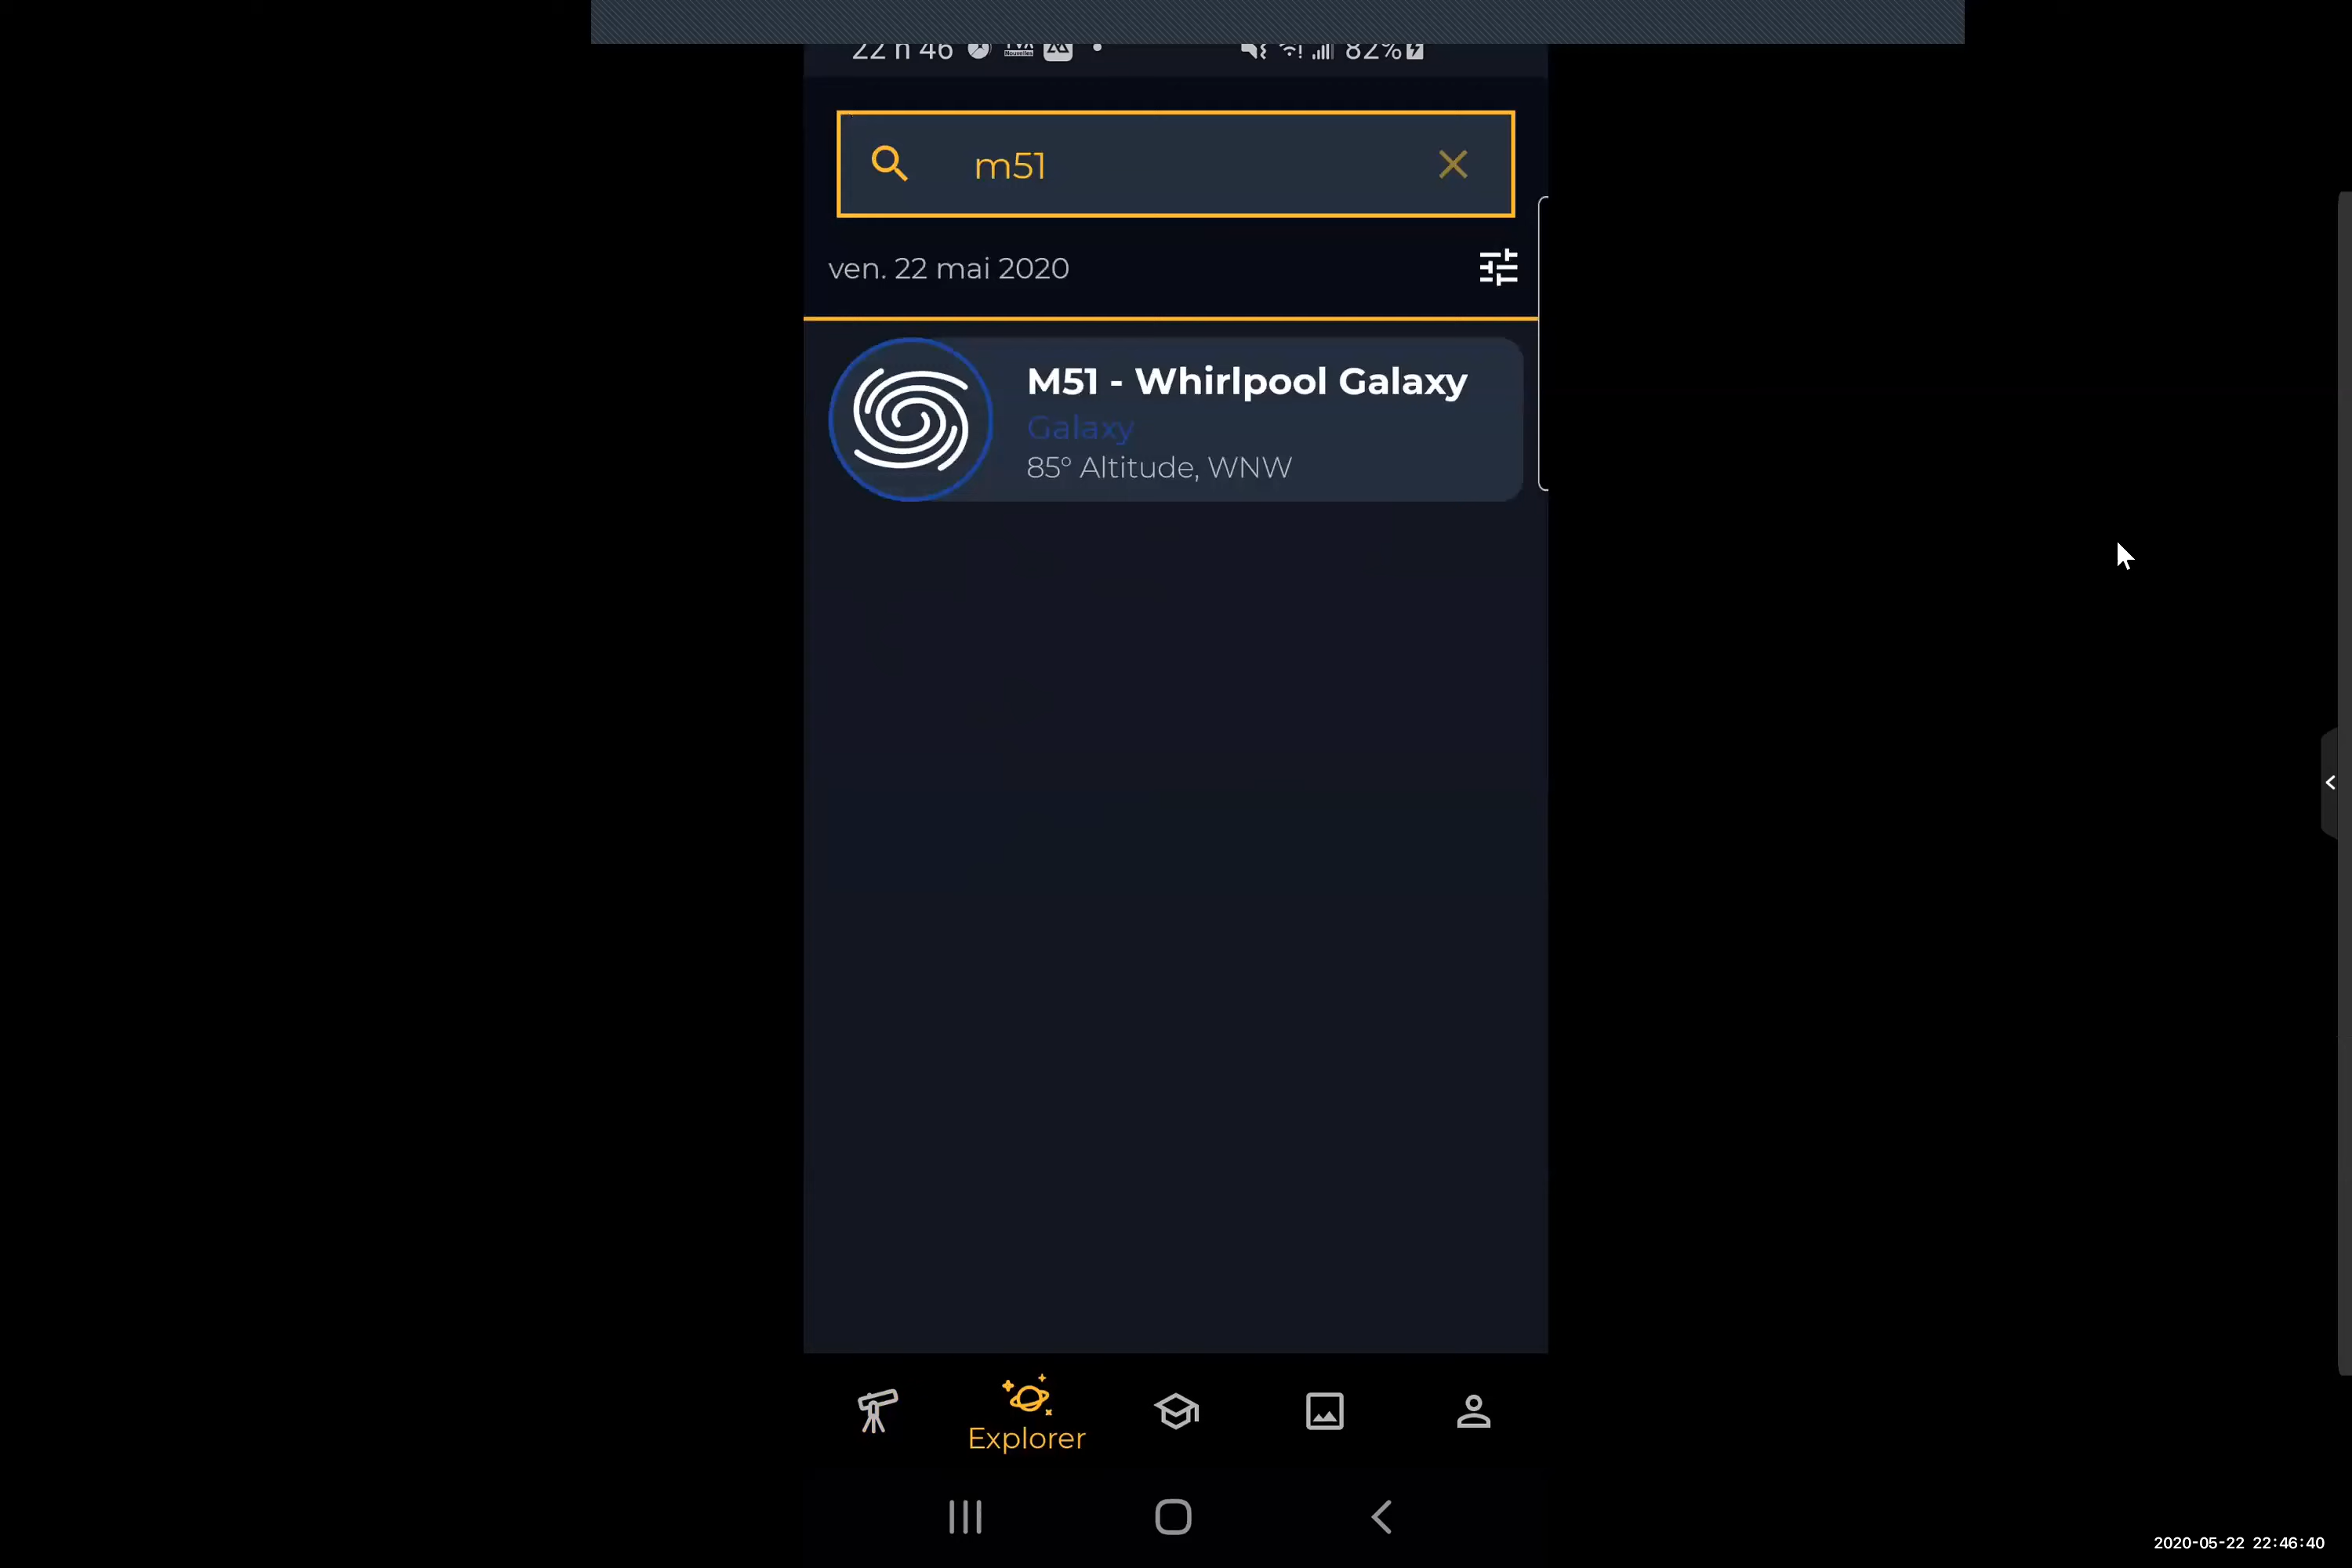 22 h 46 82%
m51
ven. 22 mai 2020
M51 - Whirlpool Galaxy
Galaxy
85° Altitude, WNW
Explorer
2020-05-22 22:46:40